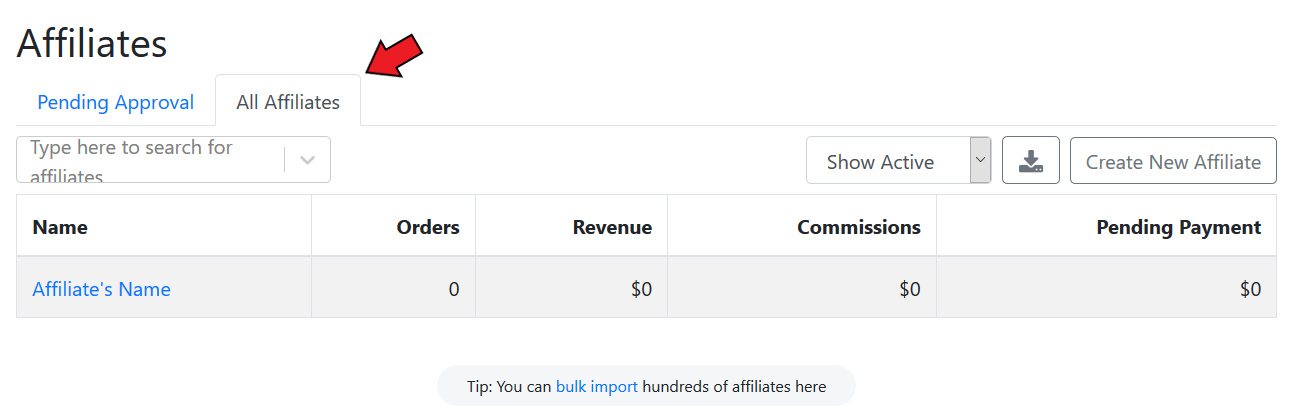 Affiliates
Pending Approval All Affiliates
Type here to search for
affiliates
Show Active Create New Affiliate
Name Orders Revenue Commissions Pending Payment
Affiliate's Name 0 $0 $0 $0
Tip: You can bulk import hundreds of affiliates here